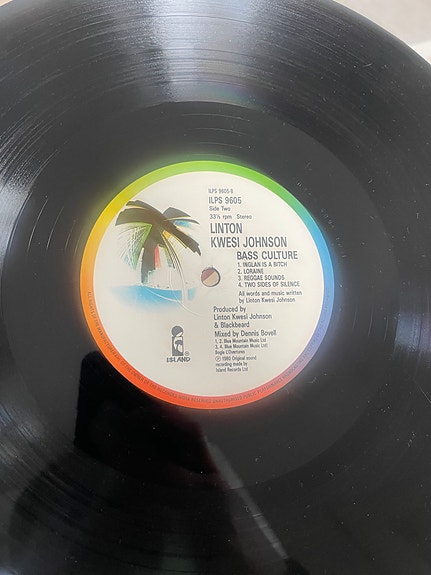 ILPS 9605-B
ILPS 9605
Side Two
33⅓ rpm Stereo
LINTON
KWESI JOHNSON
BASS CULTURE
1. INGLAN IS A BITCH
2. LORAINE
3. REGGAE SOUNDS
4. TWO SIDES OF SILENCE
All words and music written
by Linton Kwesi Johnson
Produced by
Linton Kwesi Johnson
& Blackbeard
Mixed by Dennis Bovell
1, 2. Blue Mountain Music Ltd
3, 4. Blue Mountain Music Ltd
Bogle L'Ouvertures
℗ 1980 Original sound
recording made by
Island Records Ltd
ISLAND